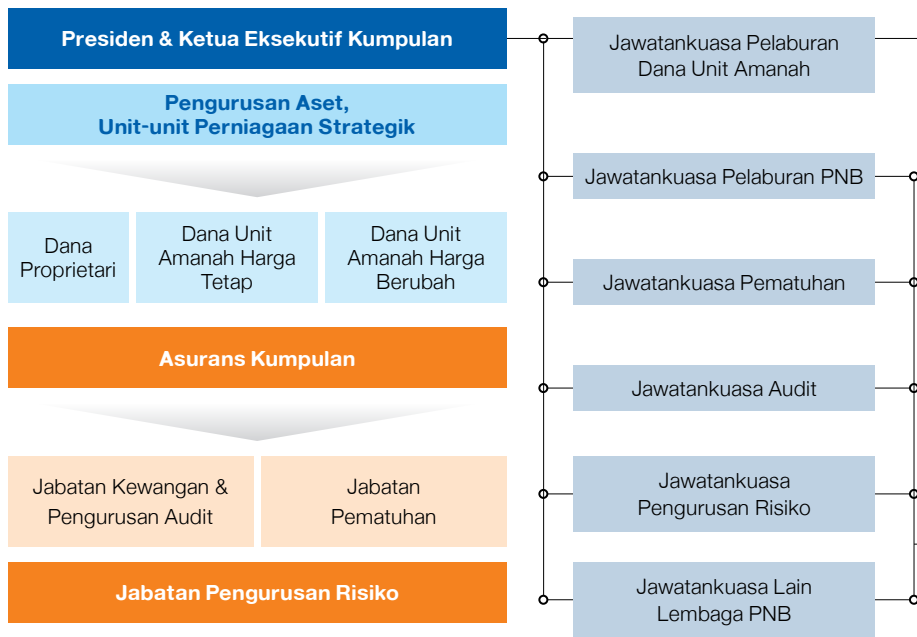 Presiden & Ketua Eksekutif Kumpulan
Pengurusan Aset,
Unit-unit Perniagaan Strategik
Dana
Proprietari
Dana Unit
Amanah Harga
Tetap
Dana Unit
Amanah Harga
Berubah
Asurans Kumpulan
Jabatan Kewangan &
Pengurusan Audit
Jabatan
Pematuhan
Jabatan Pengurusan Risiko
Jawatankuasa Pelaburan
Dana Unit Amanah
Jawatankuasa Pelaburan PNB
Jawatankuasa Pematuhan
Jawatankuasa Audit
Jawatankuasa
Pengurusan Risiko
Jawatankuasa Lain
Lembaga PNB